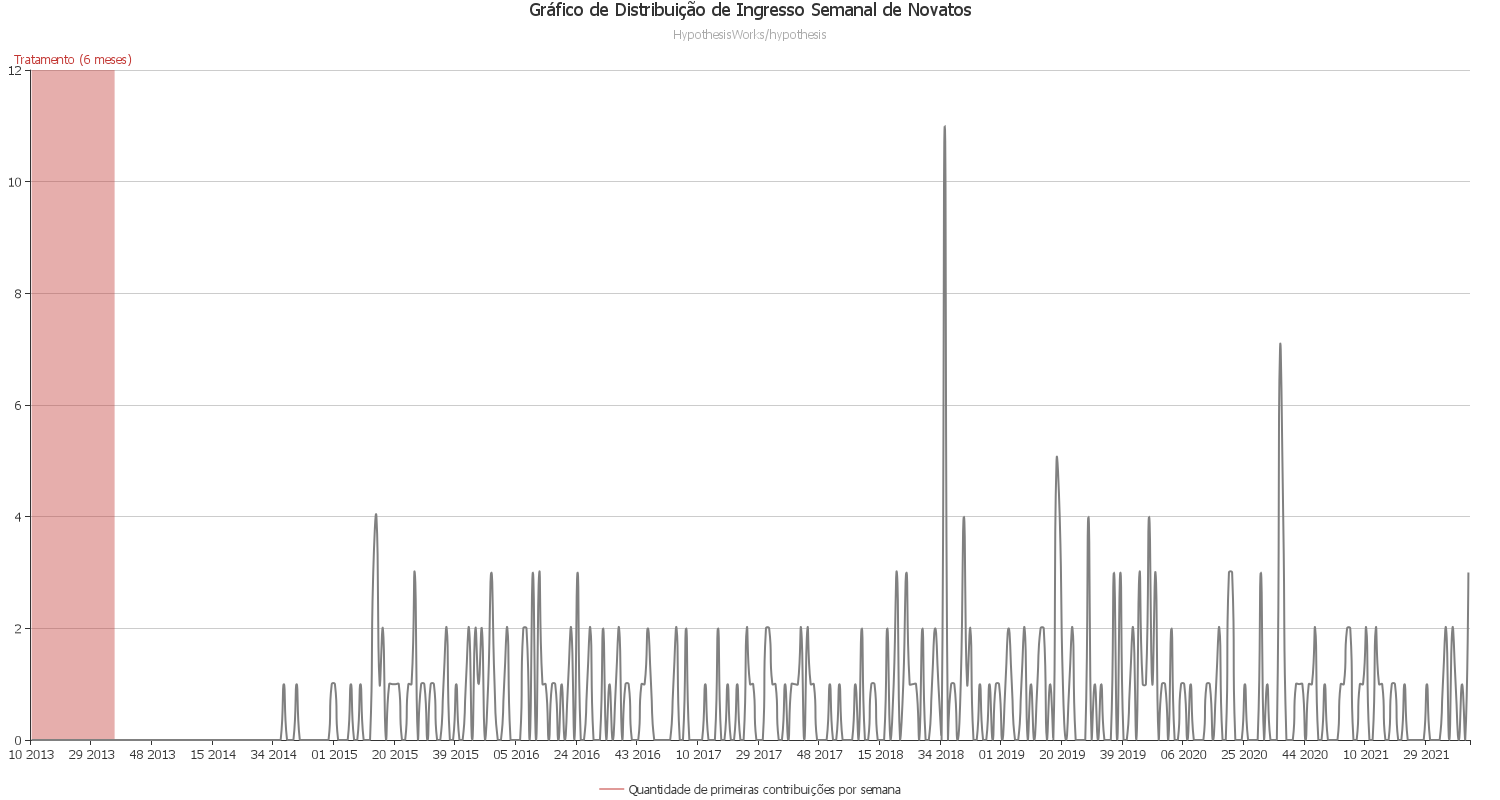 Gráfico de Distribuição de Ingresso Semanal de Novatos
HypothesisWorks/hypothesis
Tratamento (6 meses)
12
10
8
6
4
2
0
10 2013 29 2013 48 2013 15 2014 34 2014 01 2015 20 2015 39 2015 05 2016 24 2016 43 2016 10 2017 29 2017 48 2017 15 2018 34 2018 01 2019 20 2019 39 2019 06 2020 25 2020 44 2020 10 2021 29 2021
Quantidade de primeiras contribuições por semana